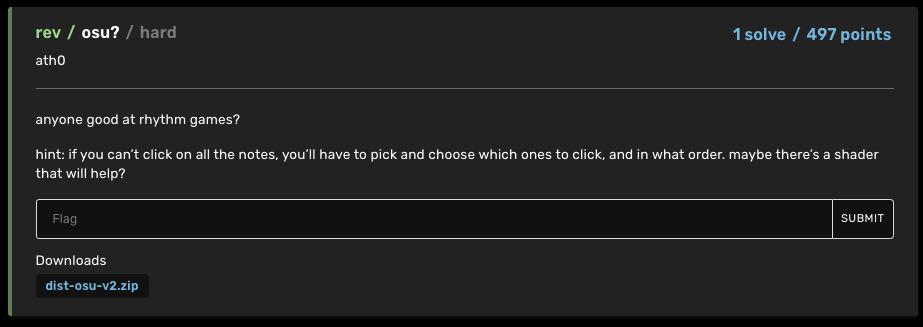 rev / osu? / hard
1 solve / 497 points
ath0
anyone good at rhythm games?
hint: if you can’t click on all the notes, you’ll have to pick and choose which ones to click, and in what order. maybe there’s a shader
that will help?
Flag
SUBMIT
Downloads
dist-osu-v2.zip